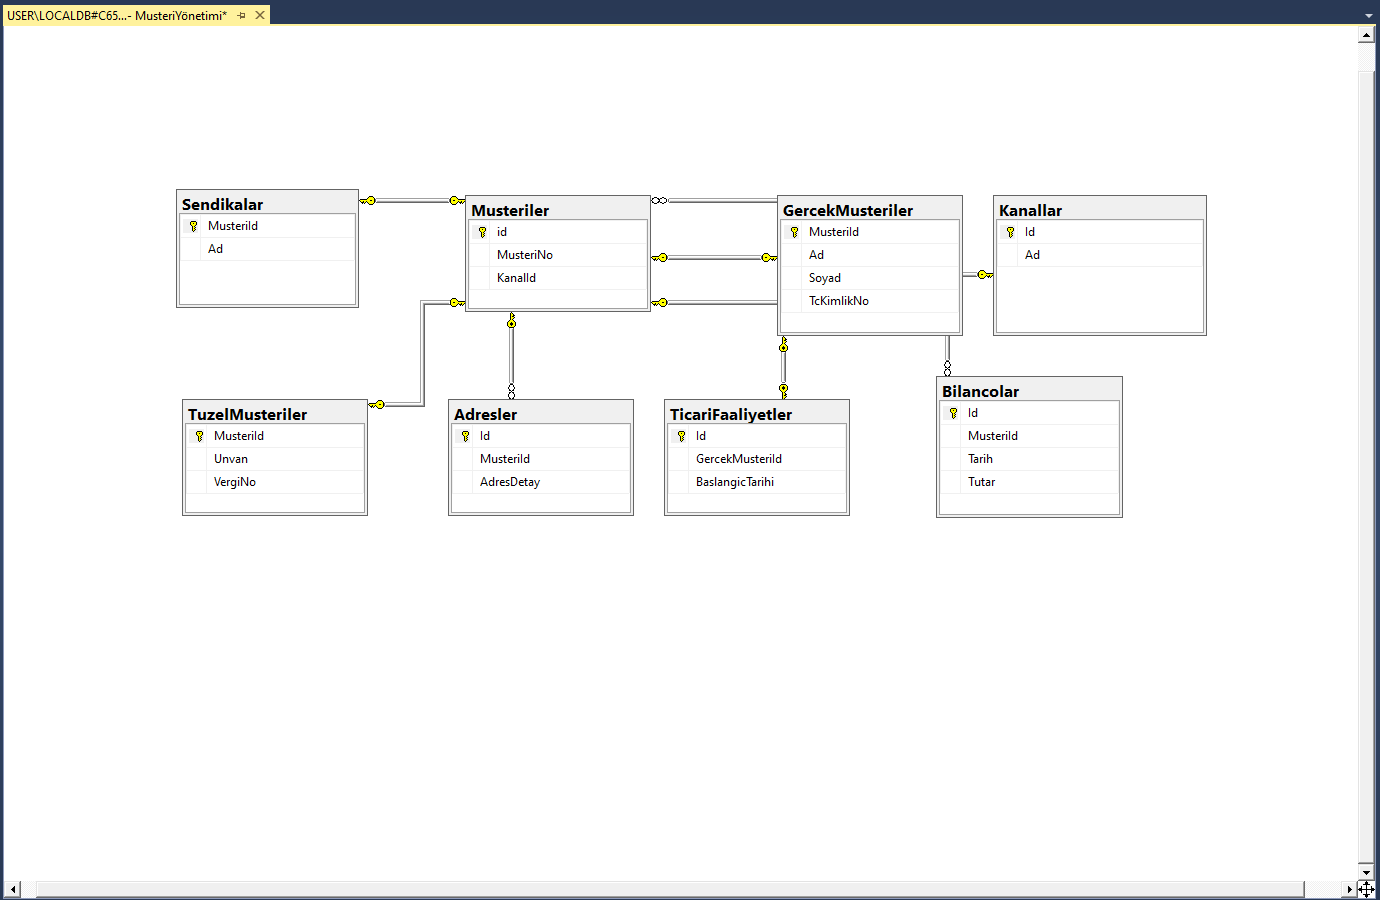 USER\LOCALDB#C65...- MusteriYönetimi*
Sendikalar
MusteriId
Ad
Musteriler
id
MusteriNo
KanalId
GercekMusteriler
MusteriId
Ad
Soyad
TcKimlikNo
Kanallar
Id
Ad
TuzelMusteriler
MusteriId
Unvan
VergiNo
Adresler
Id
MusteriId
AdresDetay
TicariFaaliyetler
Id
GercekMusteriId
BaslangicTarihi
Bilancolar
Id
MusteriId
Tarih
Tutar